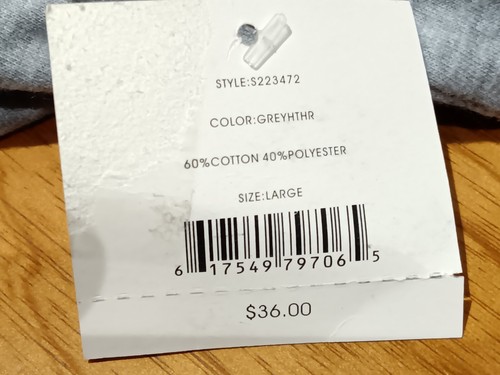 STYLE:S223472
COLOR:GREYHTHR
60%COTTON 40%POLYESTER
SIZE:LARGE
6 17549 79706 5
$36.00